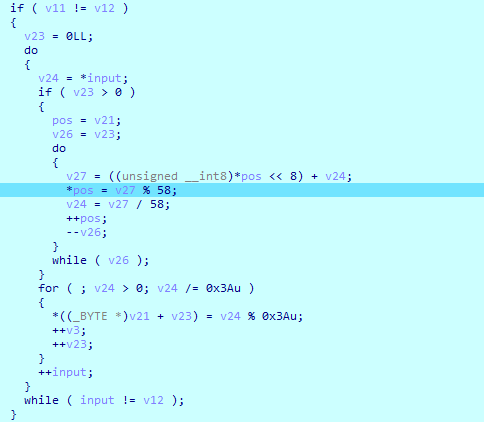 if ( v11 != v12 )
{
v23 = 0LL;
do
{
v24 = *input;
if ( v23 > 0 )
{
pos = v21;
v26 = v23;
do
{
v27 = ((unsigned __int8)*pos << 8) + v24;
*pos = v27 % 58;
v24 = v27 / 58;
++pos;
--v26;
}
while ( v26 );
}
for ( ; v24 > 0; v24 /= 0x3Au )
{
*((_BYTE *)v21 + v23) = v24 % 0x3Au;
++v3;
++v23;
}
++input;
}
while ( input != v12 );
}